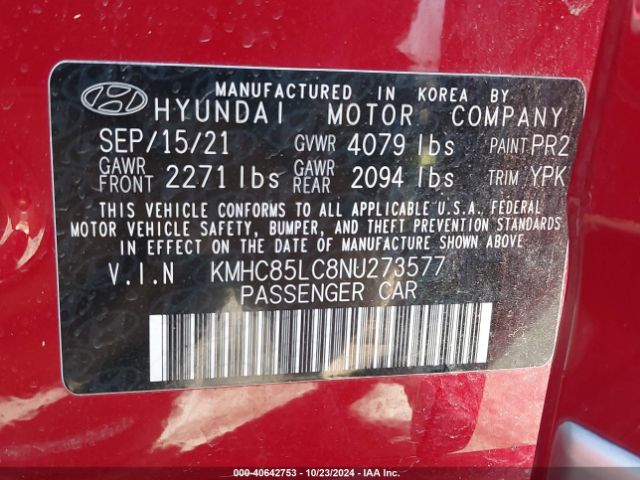 MANUFACTURED IN KOREA BY
HYUNDAI MOTOR COMPANY
SEP/15/21 GVWR 4079 lbs PAINT PR2
GAWR FRONT 2271 lbs GAWR REAR 2094 lbs TRIM YPK
THIS VEHICLE CONFORMS TO ALL APPLICABLE U.S.A., FEDERAL
MOTOR VEHICLE SAFETY, BUMPER, AND THEFT PREVENTION STANDARDS
IN EFFECT ON THE DATE OF MANUFACTURE SHOWN ABOVE
V.I.N KMHC85LC8NU273577
PASSENGER CAR
000-40642753 - 10/23/2024 - IAA Inc.